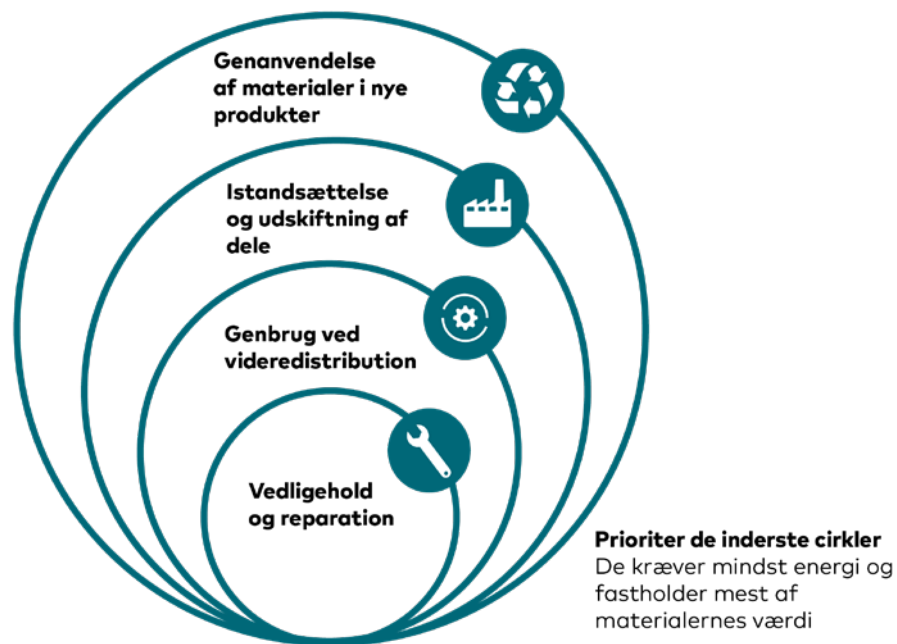 Genanvendelse
af materialer i nye
produkter
Istandsættelse
og udskiftning af
dele
Genbrug ved
videredistribution
Vedligehold
og reparation
Prioriter de inderste cirkler
De kræver mindst energi og
fastholder mest af
materialernes værdi